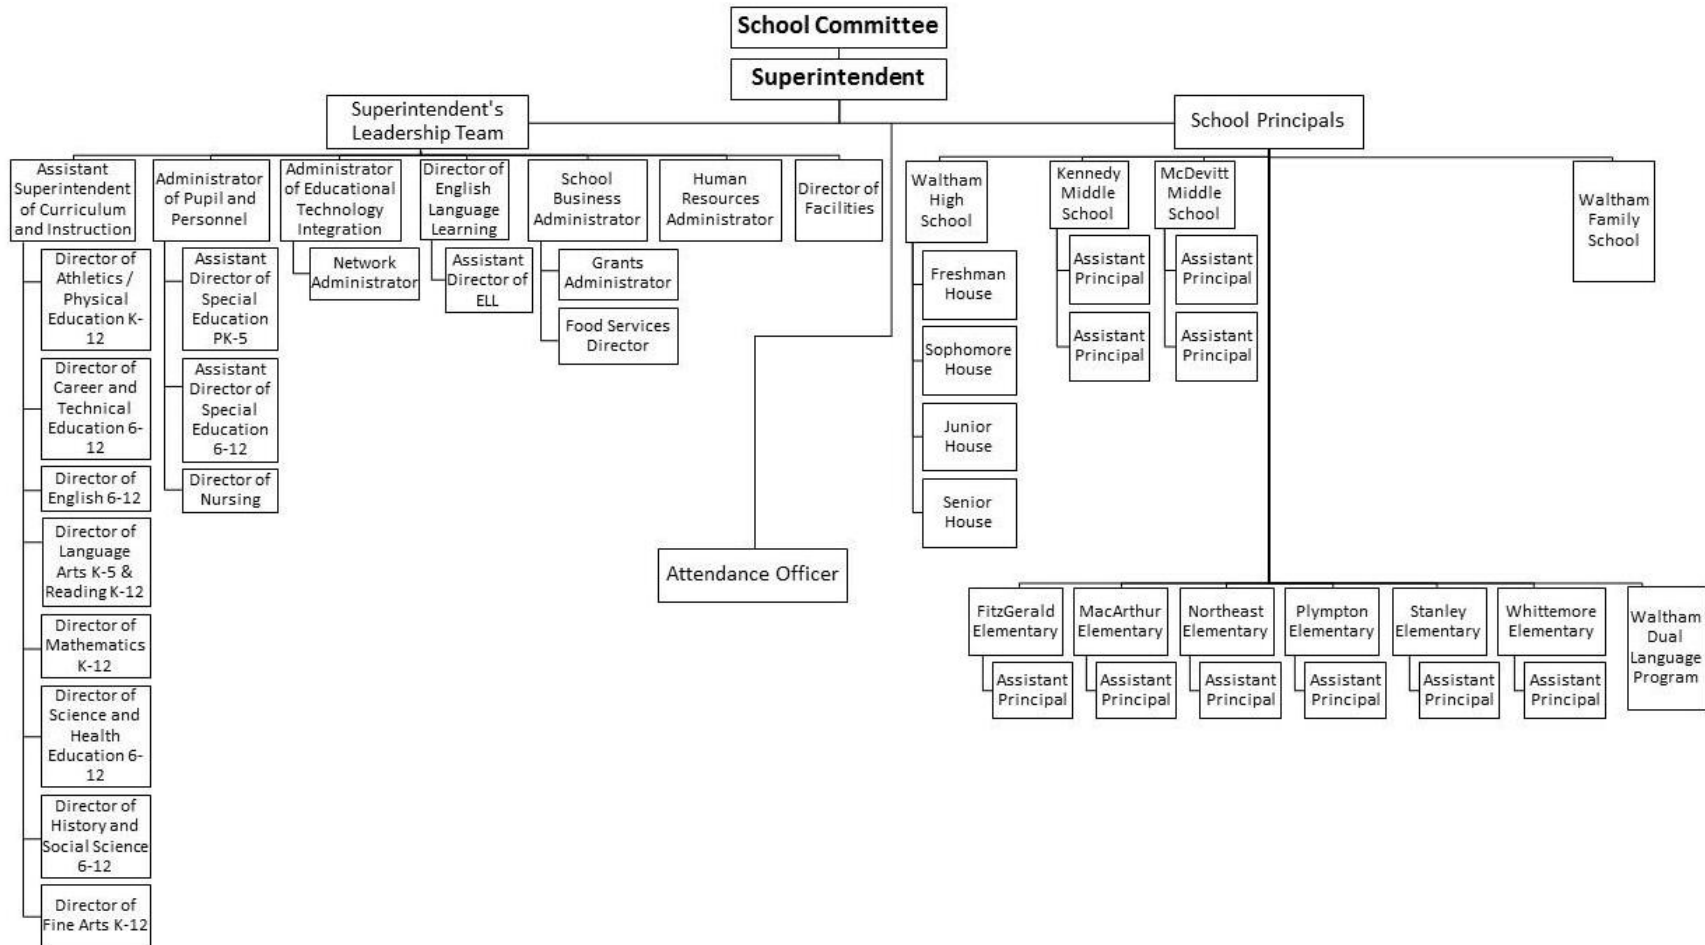 School Committee
Superintendent
Superintendent's
Leadership Team
School Principals
Assistant
Superintendent
of Curriculum
and Instruction
Administrator
of Pupil and
Personnel
Administrator
of Educational
Technology
Integration
Director of
English
Language
Learning
School
Business
Administrator
Human
Resources
Administrator
Director of
Facilities
Waltham
High
School
Kennedy
Middle
School
McDevitt
Middle
School
Waltham
Family
School
Director of
Athletics /
Physical
Education K-
12
Director of
Career and
Technical
Education 6-
12
Director of
English 6-12
Director of
Language
Arts K-5 &
Reading K-12
Director of
Mathematics
K-12
Director of
Science and
Health
Education 6-
12
Director of
History and
Social Science
6-12
Director of
Fine Arts K-12
Assistant
Director of
Special
Education
PK-5
Assistant
Director of
Special
Education
6-12
Director of
Nursing
Network
Administrator
Assistant
Director of
ELL
Grants
Administrator
Food Services
Director
Attendance Officer
Freshman
House
Sophomore
House
Junior
House
Senior
House
Assistant
Principal
Assistant
Principal
Assistant
Principal
Assistant
Principal
FitzGerald
Elementary
Assistant
Principal
MacArthur
Elementary
Assistant
Principal
Northeast
Elementary
Assistant
Principal
Plympton
Elementary
Assistant
Principal
Stanley
Elementary
Assistant
Principal
Whittemore
Elementary
Assistant
Principal
Waltham
Dual
Language
Program